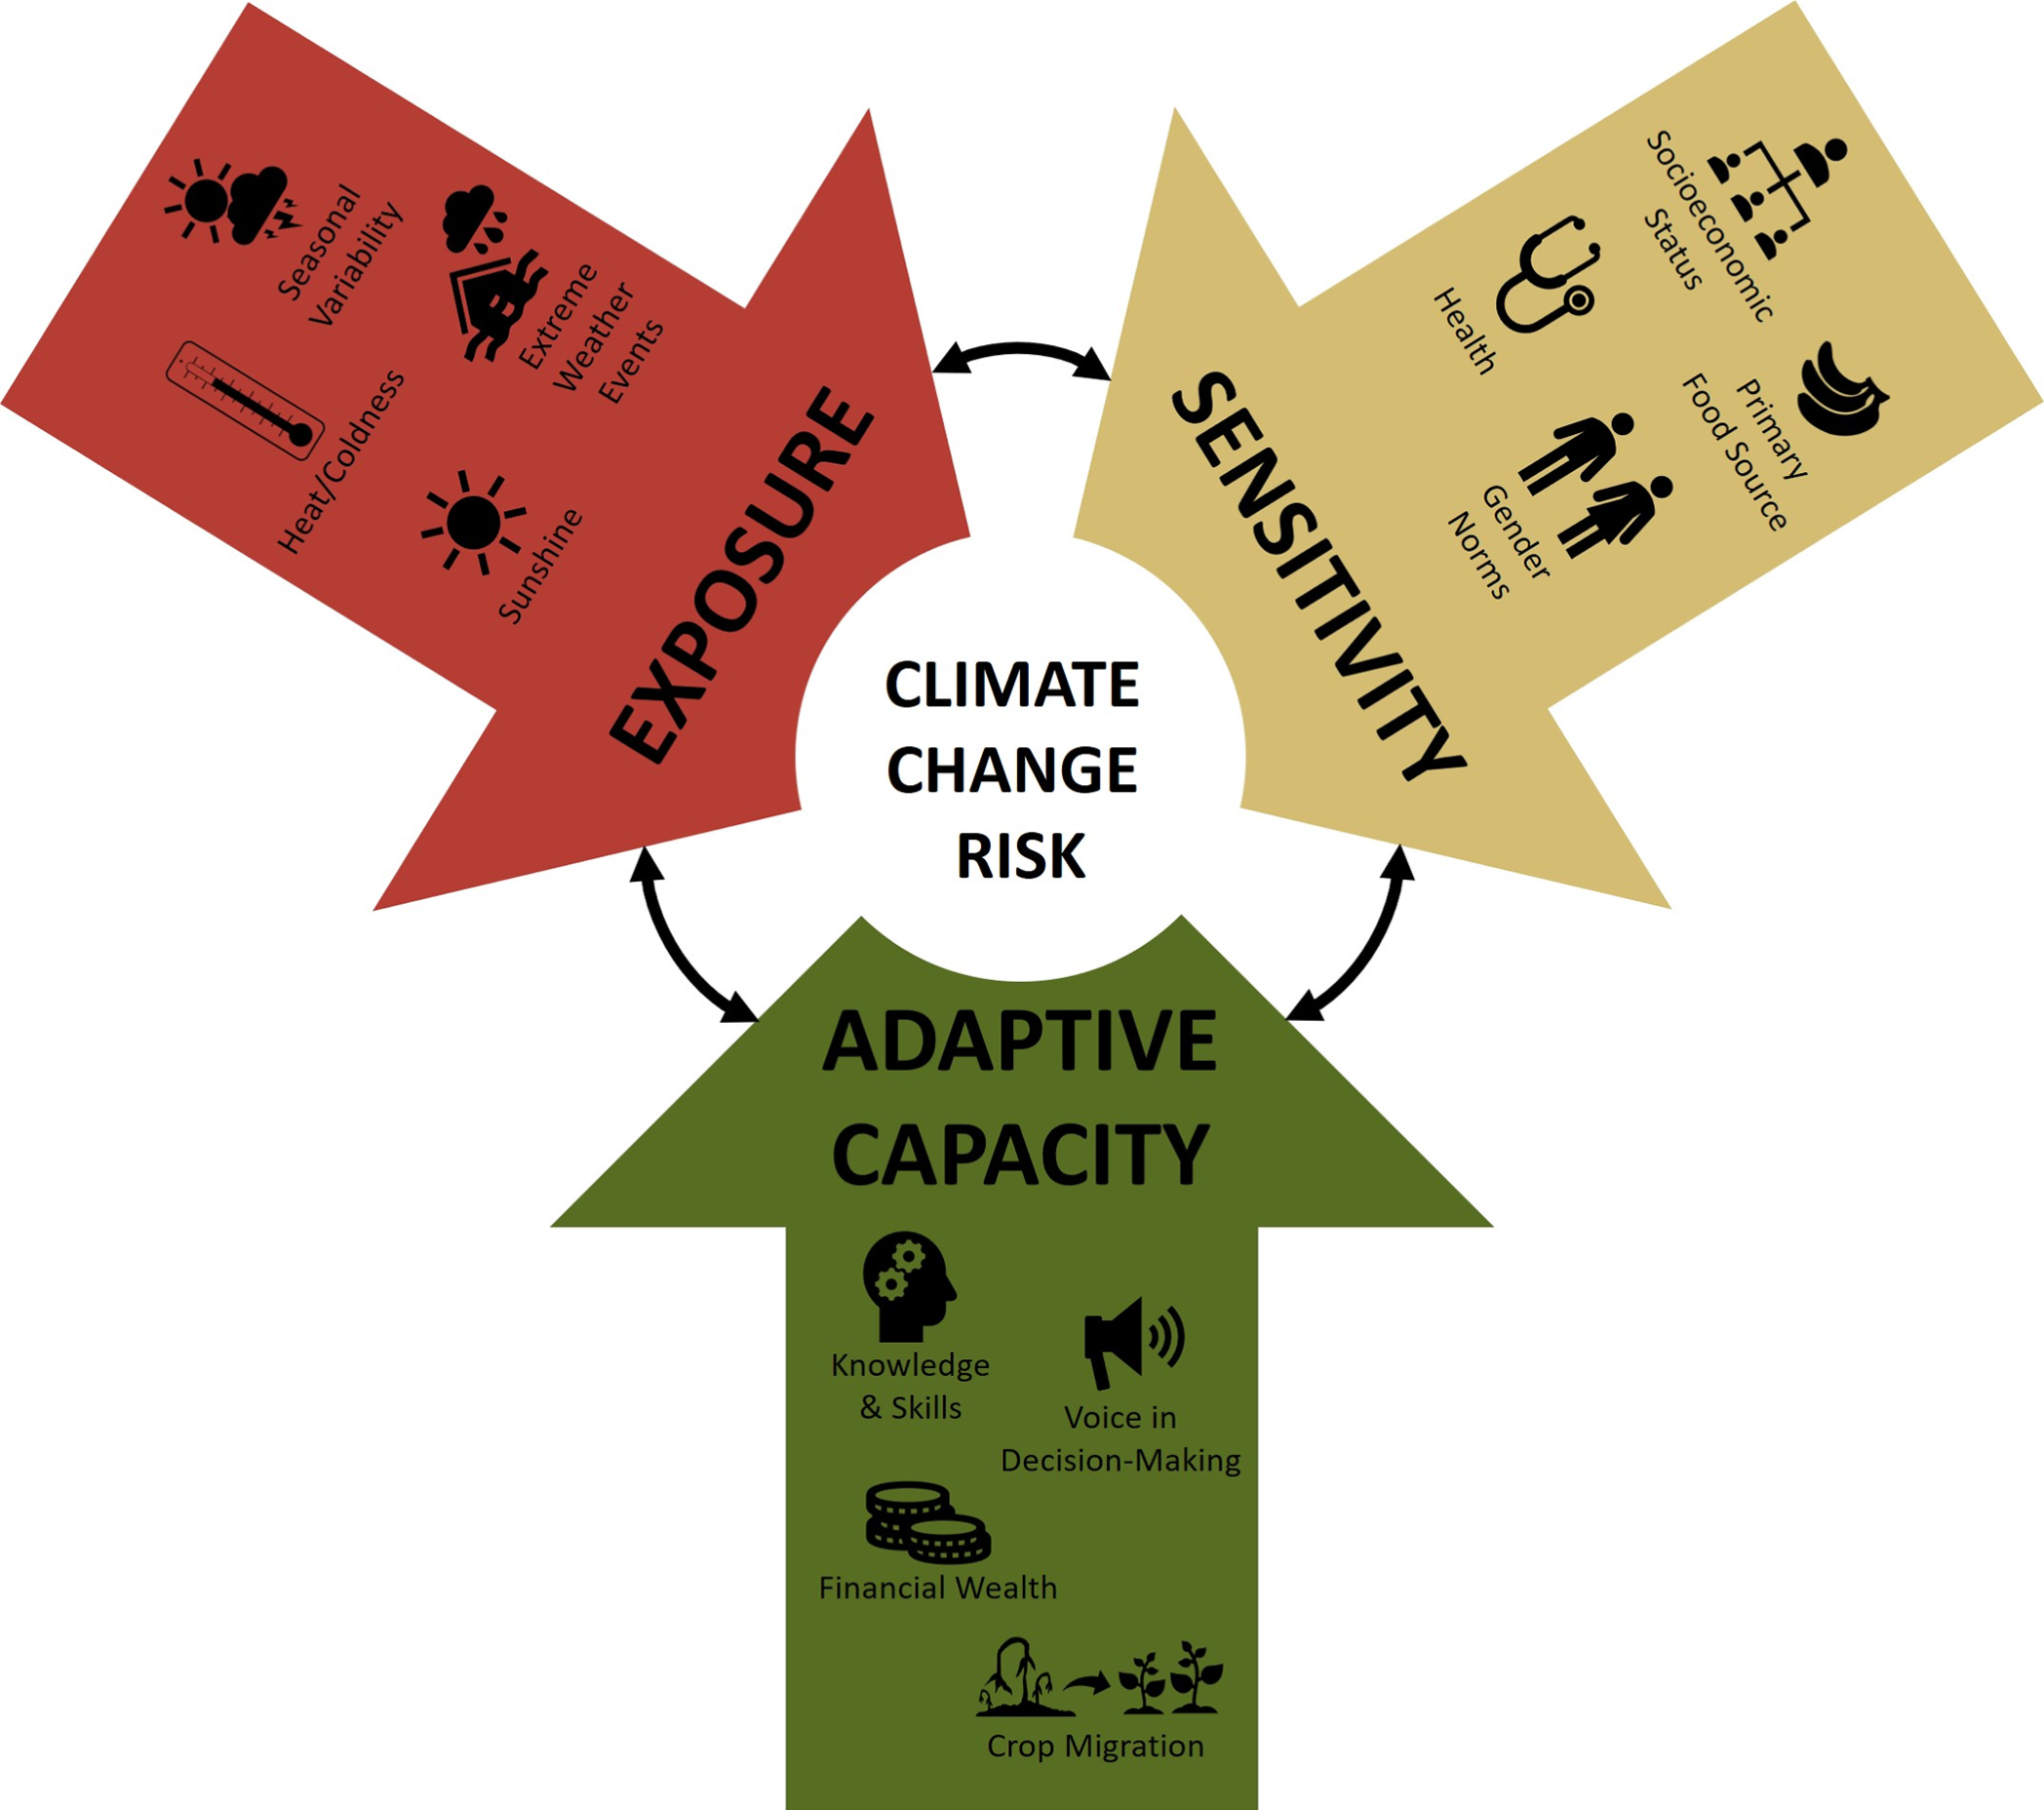 Seasonal
Variability
Extreme
Weather
Events
Heat/Coldness
Sunshine
EXPOSURE
Socioeconomic
Status
Health
Primary
Food Source
Gender
Norms
SENSITIVITY
CLIMATE
CHANGE
RISK
ADAPTIVE
CAPACITY
Knowledge
& Skills
Voice in
Decision-Making
Financial Wealth
Crop Migration